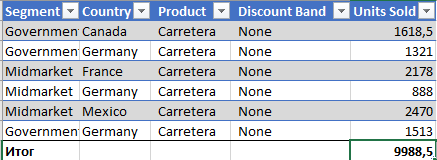 Segment Country Product Discount Band Units Sold
Governmen Canada Carretera None 1618,5
Governmen Germany Carretera None 1321
Midmarket France Carretera None 2178
Midmarket Germany Carretera None 888
Midmarket Mexico Carretera None 2470
Governmen Germany Carretera None 1513
Итог 9988,5